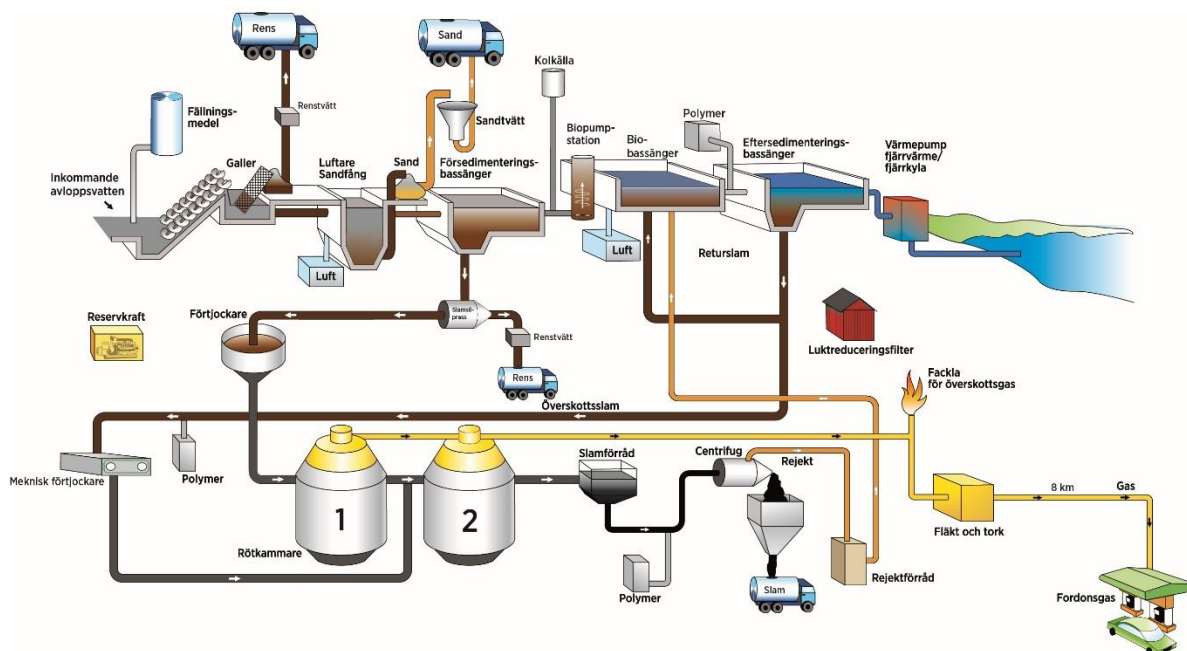 Rens
Sand
Kolkälla
Fällnings-
medel
Renstvätt
Sandtvätt
Polymer
Biopump-
station
Bio-
bassänger
Eftersedimenterings-
bassänger
Värmepump
fjärrvärme/
fjärrkyla
Inkommande
avloppsvatten
Galler
Luftare
Sandfång
Sand
Försedimenterings-
bassänger
Luft
Luft
Returslam
Reservkraft
Förtjockare
Slamsil-
press
Renstvätt
Rens
Luktreduceringsfilter
Fackla
för överskottsgas
Överskottsslam
Meknisk förtjockare
Polymer
1
2
Rötkammare
Slamförråd
Centrifug
Rejekt
Polymer
Slam
Rejektförråd
8 km
Gas
Fläkt och tork
Fordonsgas